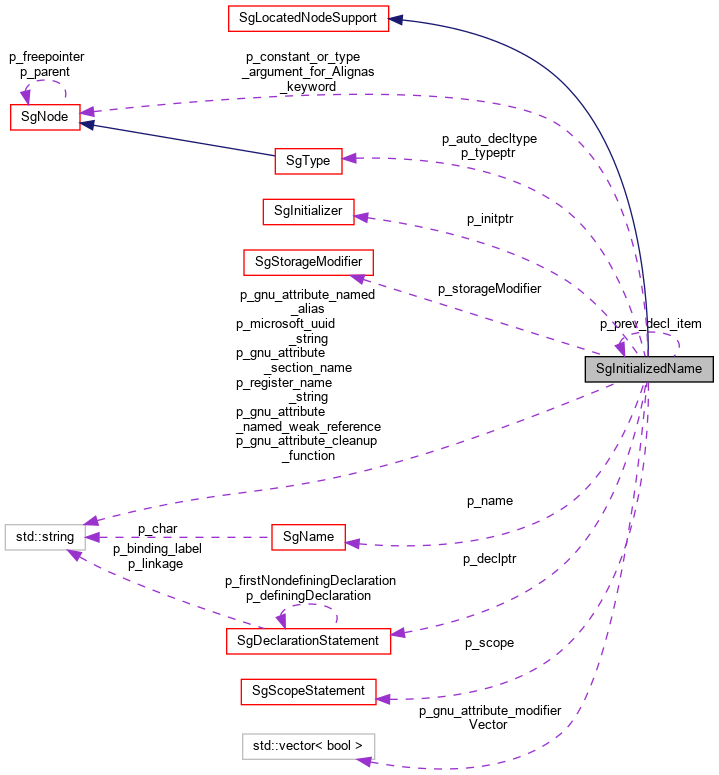 SgLocatedNodeSupport
p_freepointer
p_parent
p_constant_or_type
_argument_for_Alignas
_keyword
SgNode
p_auto_decltype
p_typeptr
SgType
SgInitializer
p_initptr
SgStorageModifier
p_storageModifier
p_gnu_attribute_named
_alias
p_microsoft_uuid
_string
p_gnu_attribute
_section_name
p_register_name
_string
p_gnu_attribute
_named_weak_reference
p_gnu_attribute_cleanup
_function
p_prev_decl_item
SgInitializedName
p_name
std::string
p_char
SgName
p_binding_label
p_linkage
p_declptr
p_firstNondefiningDeclaration
p_definingDeclaration
SgDeclarationStatement
p_scope
SgScopeStatement
p_gnu_attribute_modifier
Vector
std::vector< bool >